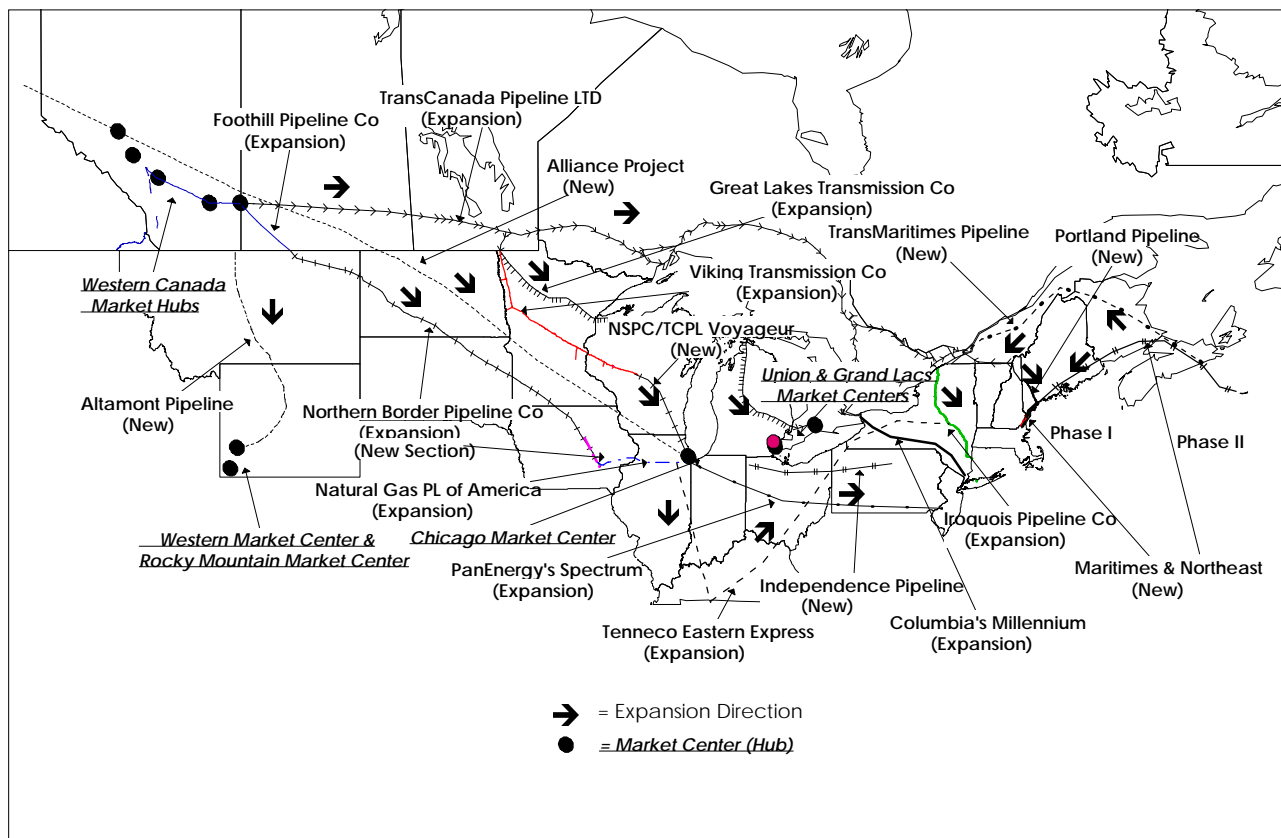 TransCanada Pipeline LTD
(Expansion)
Foothill Pipeline Co
(Expansion)
Alliance Project
(New)
Great Lakes Transmission Co
(Expansion)
TransMaritimes Pipeline
(New)
Portland Pipeline
(New)
Western Canada
Market Hubs
Viking Transmission Co
(Expansion)
NSPC/TCPL Voyageur
(New)
Union & Grand Lacs
Market Centers
Altamont Pipeline
(New)
Northern Border Pipeline Co
(Expansion)
(New Section)
Phase I
Phase II
Natural Gas PL of America
(Expansion)
Chicago Market Center
Western Market Center &
Rocky Mountain Market Center
PanEnergy's Spectrum
(Expansion)
Iroquois Pipeline Co
(Expansion)
Maritimes & Northeast
(New)
Independence Pipeline
(New)
Columbia's Millennium
(Expansion)
Tenneco Eastern Express
(Expansion)
= Expansion Direction
= Market Center (Hub)